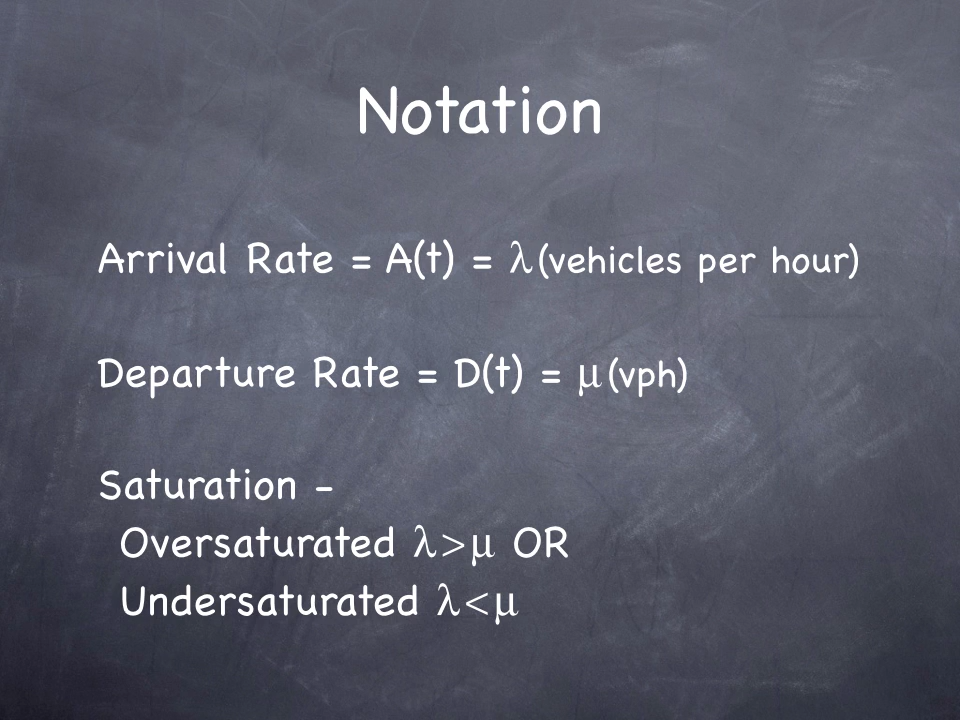 Notation
Arrival Rate = A(t) = λ (vehicles per hour)
Departure Rate = D(t) = μ (vph)
Saturation -
Oversaturated λ>μ OR
Undersaturated λ<μ